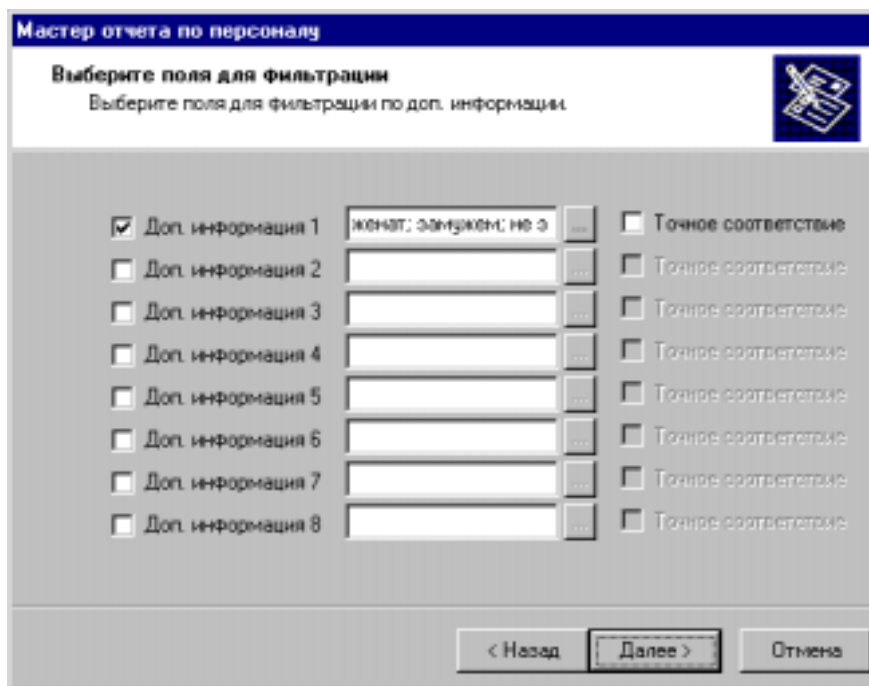 Мастер отчета по персоналу
Выберите поля для фильтрации
Выберите поля для фильтрации по доп. информации.
Доп. информация 1 женат; замужем; не з ... Точное соответствие
Доп. информация 2 ... Точное соответствие
Доп. информация 3 ... Точное соответствие
Доп. информация 4 ... Точное соответствие
Доп. информация 5 ... Точное соответствие
Доп. информация 6 ... Точное соответствие
Доп. информация 7 ... Точное соответствие
Доп. информация 8 ... Точное соответствие
< Назад Далее > Отмена